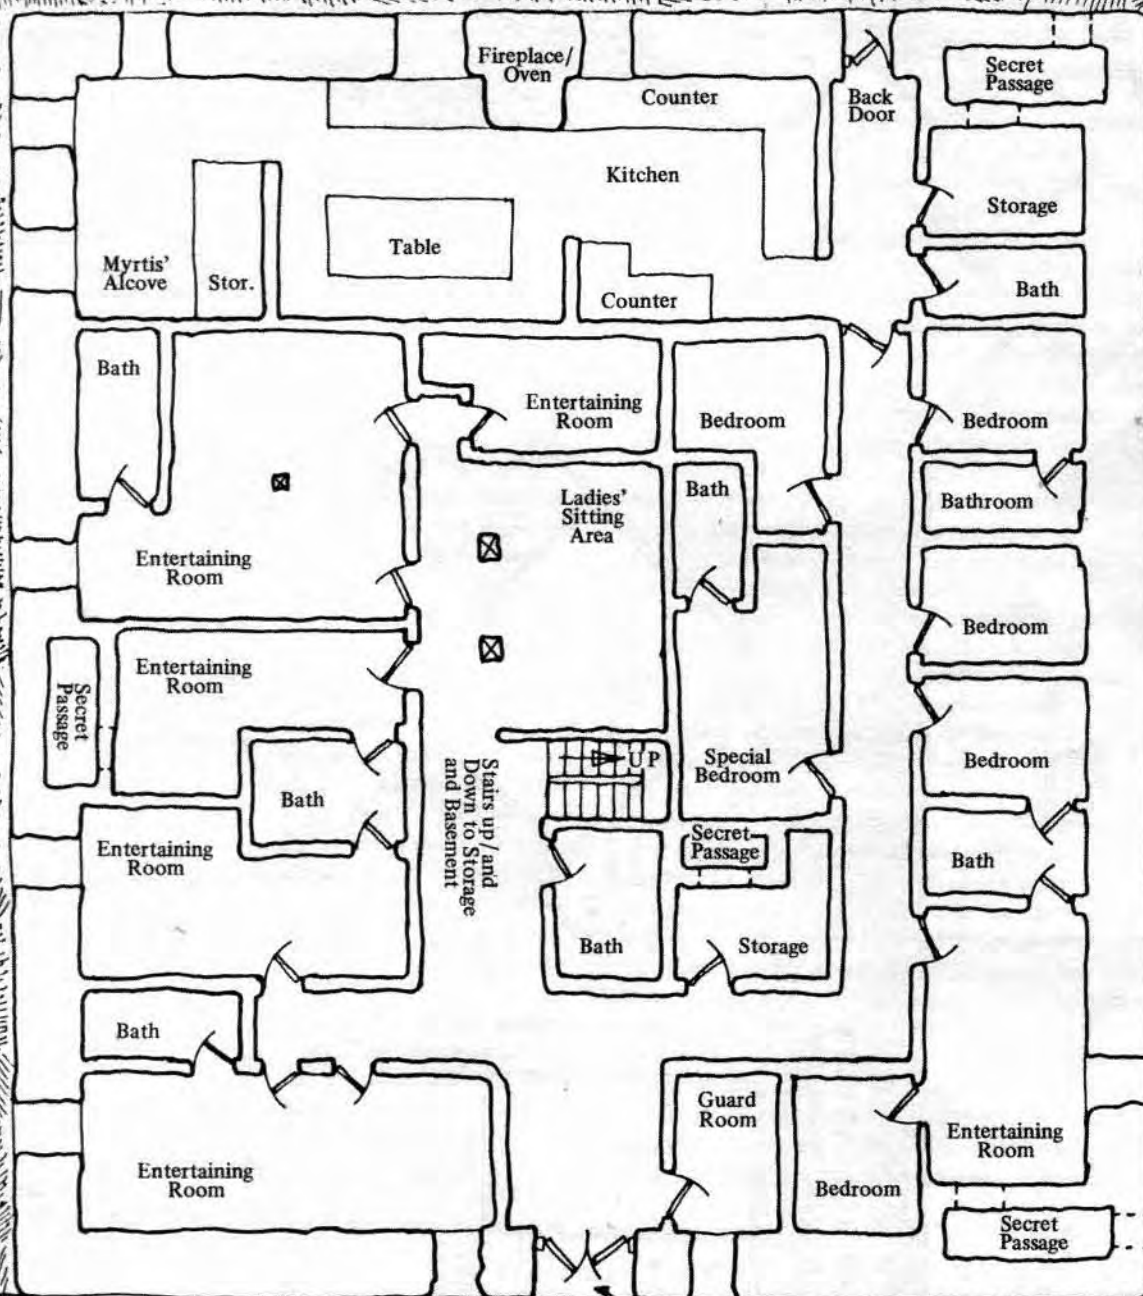 Fireplace/
Oven
Secret
Passage
Counter
Back
Door
Kitchen
Storage
Table
Myrtis'
Alcove
Stor.
Counter
Bath
Bath
Entertaining
Room
Bedroom
Bedroom
Ladies'
Sitting
Area
Bath
Bathroom
Entertaining
Room
Bedroom
Entertaining
Room
Secret
Passage
UP
Special
Bedroom
Bedroom
Stairs up/and
Down to Storage
and Basement
Bath
Entertaining
Room
Secret
Passage
Bath
Bath
Storage
Bath
Guard
Room
Entertaining
Room
Entertaining
Room
Bedroom
Secret
Passage